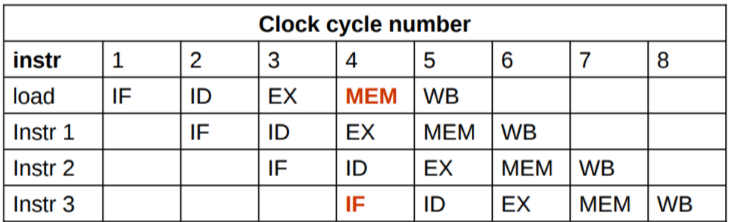 Clock cycle number
instr 1 2 3 4 5 6 7 8
load IF ID EX MEM WB
Instr 1 IF ID EX MEM WB
Instr 2 IF ID EX MEM WB
Instr 3 IF ID EX MEM WB